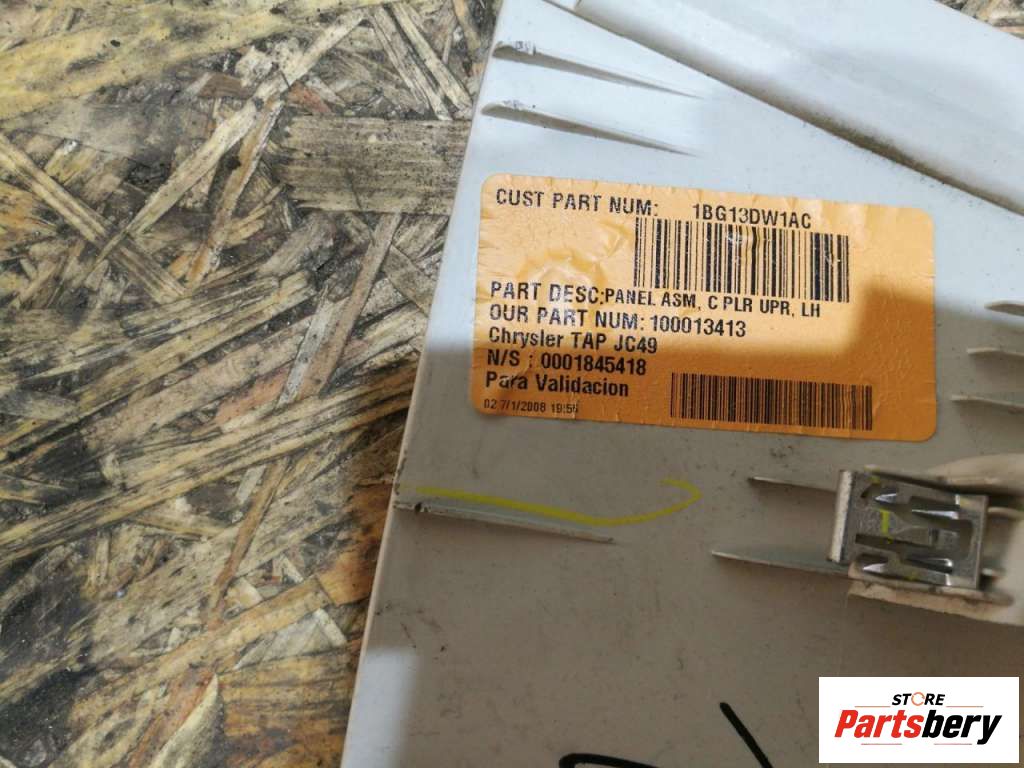 CUST PART NUM: 1BG13DW1AC
PART DESC:PANEL ASM, C PLR UPR, LH
OUR PART NUM:100013413
Chrysler TAP JC49
N/S : 0001845418
Para Validacion
02 7/1/2008 19:56
STORE
Partsbery